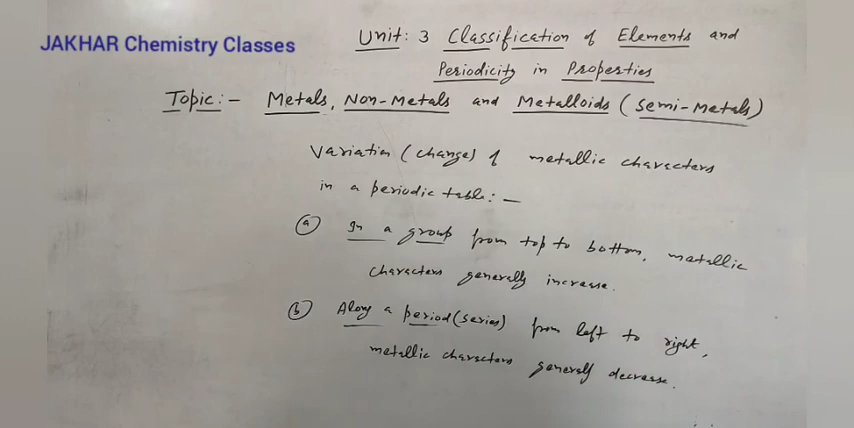 JAKHAR Chemistry Classes
Unit: 3 Classification of Elements and
Periodicity in Properties
Topic:- Metals, Non-Metals and Metalloids (Semi-Metals)
Variation (change) of metallic characters
in a periodic table:-
(a) In a group from top to bottom, metallic
characters generally increase.
(b) Along a period (series) from left to right,
metallic characters generally decrease.